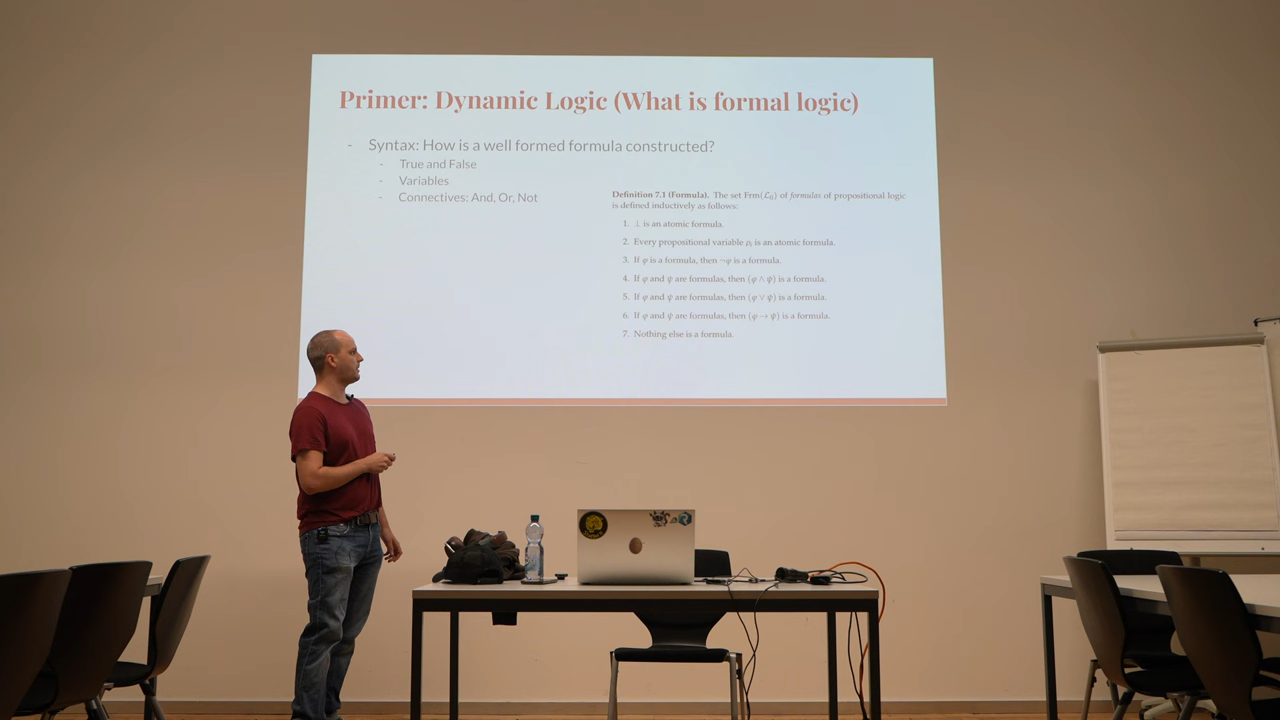 Primer: Dynamic Logic (What is formal logic)
- Syntax: How is a well formed formula constructed?
- True and False
- Variables
- Connectives: And, Or, Not
Definition 7.1 (Formula). The set Frm(ℒ₀) of formulas of propositional logic
is defined inductively as follows:
1. ⊥ is an atomic formula.
2. Every propositional variable pᵢ is an atomic formula.
3. If φ is a formula, then ¬φ is a formula.
4. If φ and ψ are formulas, then (φ ∧ ψ) is a formula.
5. If φ and ψ are formulas, then (φ ∨ ψ) is a formula.
6. If φ and ψ are formulas, then (φ → ψ) is a formula.
7. Nothing else is a formula.